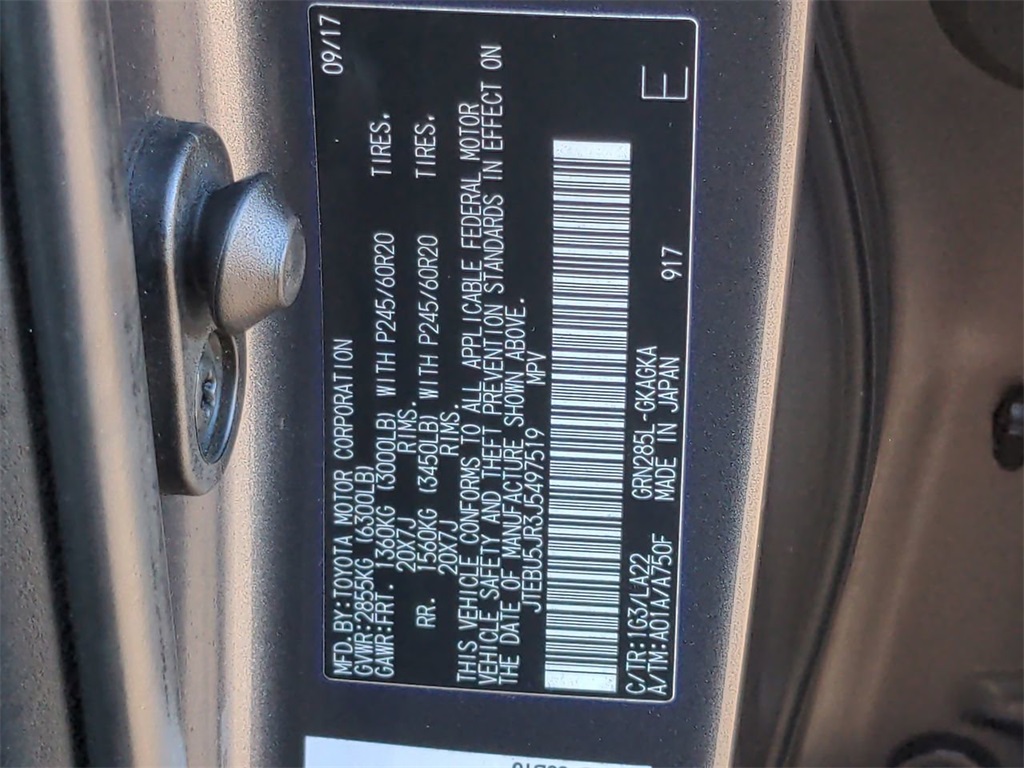 MFD.BY:TOYOTA MOTOR CORPORATION 09/17
GVWR:2855KG (6300LB)
GAWR:FRT. 1360KG (3000LB) WITH P245/60R20 TIRES.
20X7J RIMS.
RR. 1560KG (3450LB) WITH P245/60R20 TIRES.
20X7J RIMS.
THIS VEHICLE CONFORMS TO ALL APPLICABLE FEDERAL MOTOR
VEHICLE SAFETY AND THEFT PREVENTION STANDARDS IN EFFECT ON
THE DATE OF MANUFACTURE SHOWN ABOVE.
JTEBU5JR3J5497519 MPV
C/TR:1G3/LA22 GRN285L-GKAGKA 917 E
A/TM:A01A/A750F MADE IN JAPAN